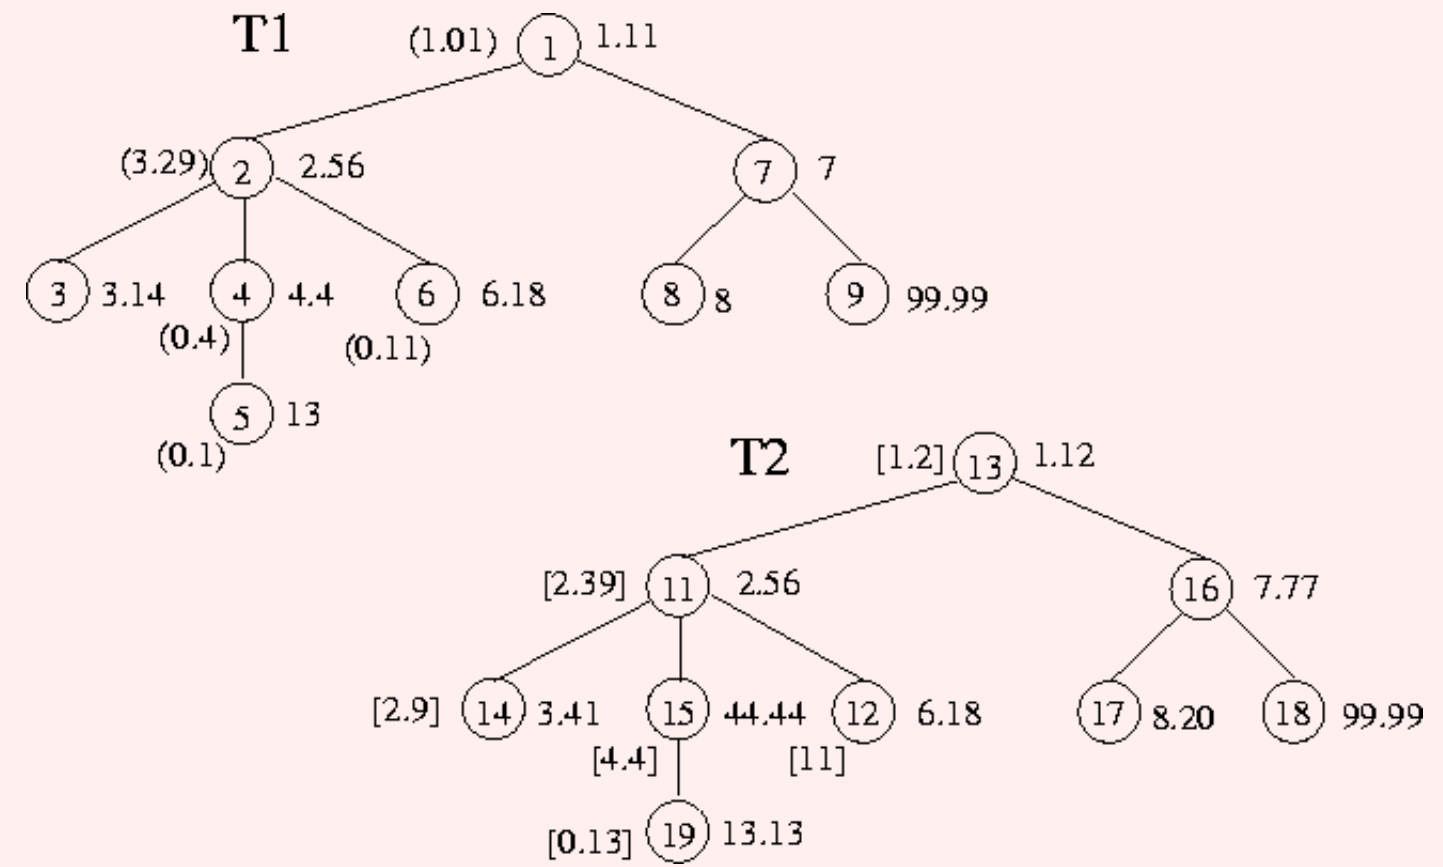 T1 (1.01) 1 1.11
(3.29) 2 2.56 7 7
3 3.14 4 4.4 6 6.18 8 8 9 99.99
(0.4) (0.11)
5 13
(0.1)
T2 [1.2] 13 1.12
[2.39] 11 2.56 16 7.77
[2.9] 14 3.41 15 44.44 12 6.18 17 8.20 18 99.99
[4.4] [11]
[0.13] 19 13.13